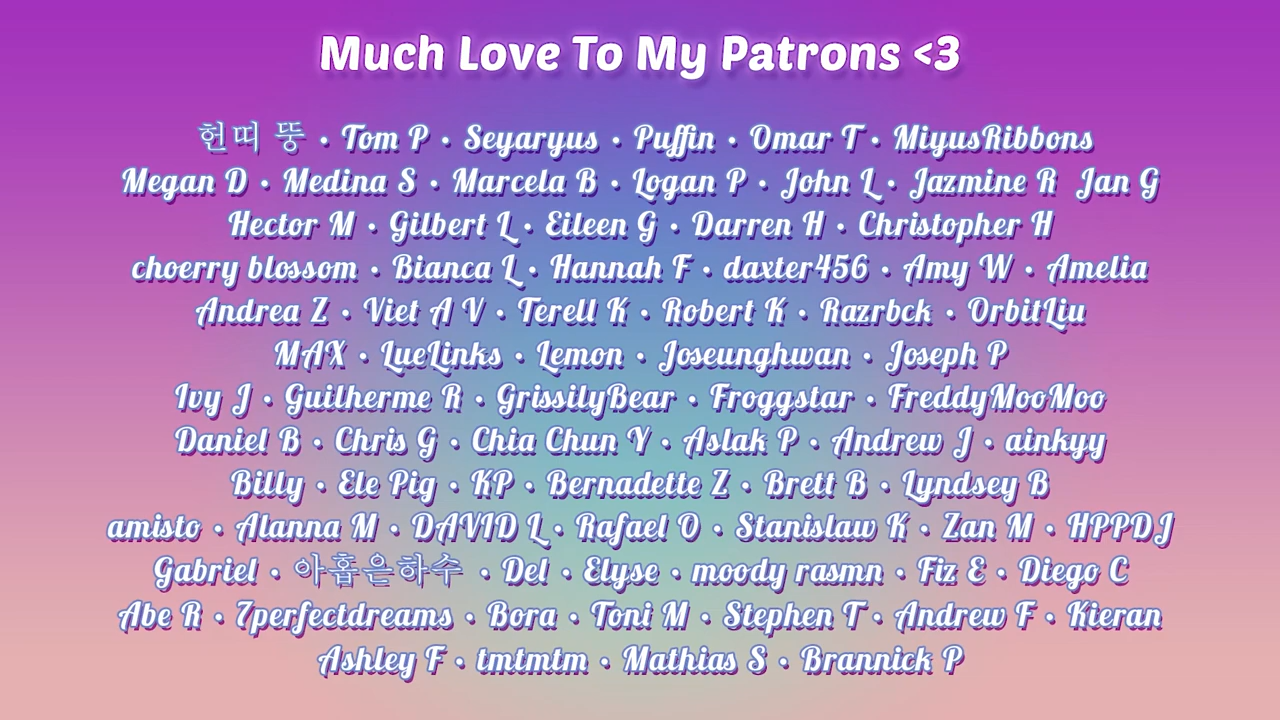 Much Love To My Patrons <3
헌띠 뚱 · Tom P · Seyaryus · Puffin · Omar T · MiyusRibbons
Megan D · Medina S · Marcela B · Logan P · John L · Jazmine R Jan G
Hector M · Gilbert L · Eileen G · Darren H · Christopher H
choerry blossom · Bianca L · Hannah F · daxter456 · Amy W · Amelia
Andrea Z · Viet A V · Terell K · Robert K · Razrbck · OrbitLiu
MAX · LueLinks · Lemon · Joseunghwan · Joseph P
Ivy J · Guilherme R · GrissilyBear · Froggstar · FreddyMooMoo
Daniel B · Chris G · Chia Chun Y · Aslak P · Andrew J · ainkyy
Billy · Ele Pig · KP · Bernadette Z · Brett B · Lyndsey B
amisto · Alanna M · DAVID L · Rafael O · Stanislaw K · Zan M · HPPDJ
Gabriel · 아홉은하수 · Del · Elyse · moody rasmn · Fiz E · Diego C
Abe R · 7perfectdreams · Bora · Toni M · Stephen T · Andrew F · Kieran
Ashley F · tmtmtm · Mathias S · Brannick P